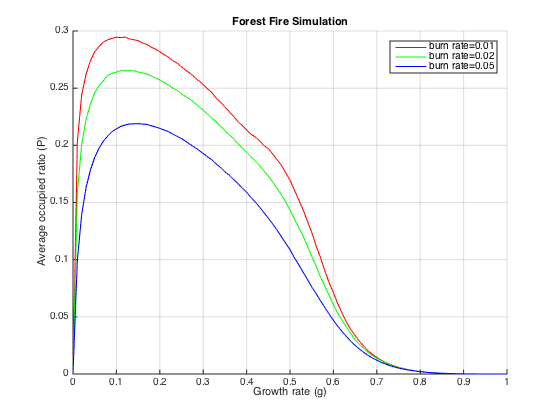 Forest Fire Simulation
burn rate=0.01
burn rate=0.02
burn rate=0.05
Average occupied ratio (P)
0.3
0.25
0.2
0.15
0.1
0.05
0
0 0.1 0.2 0.3 0.4 0.5 0.6 0.7 0.8 0.9 1
Growth rate (g)